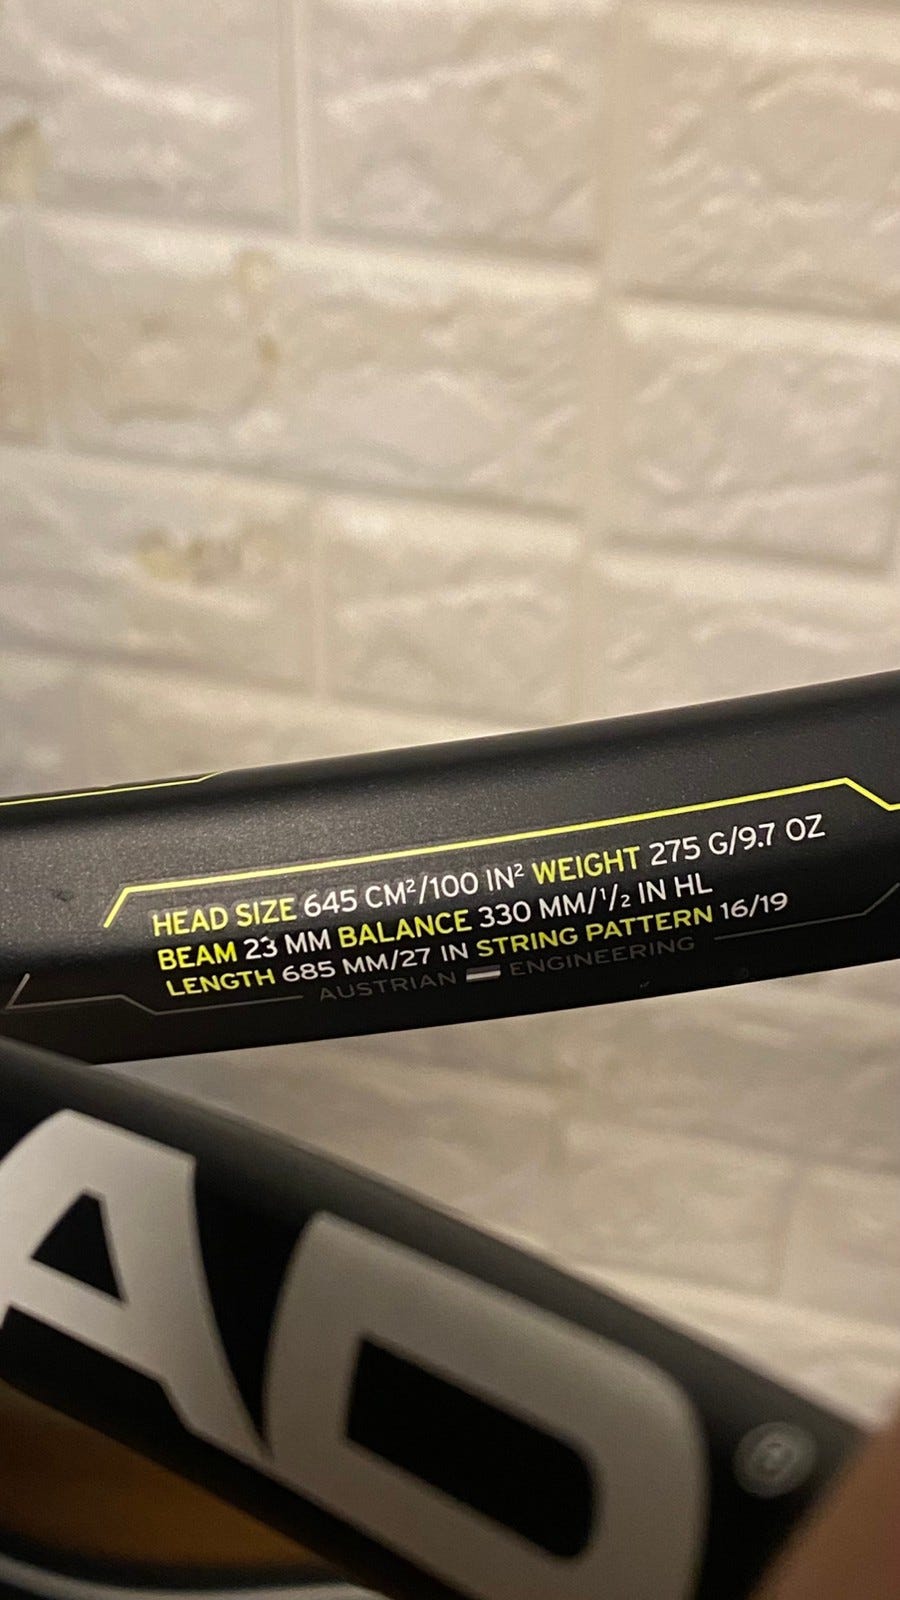 HEAD SIZE 645 CM²/100 IN² WEIGHT 275 G/9.7 OZ
BEAM 23 MM BALANCE 330 MM/½ IN HL
LENGTH 685 MM/27 IN STRING PATTERN 16/19
AUSTRIAN ENGINEERING
AD ®